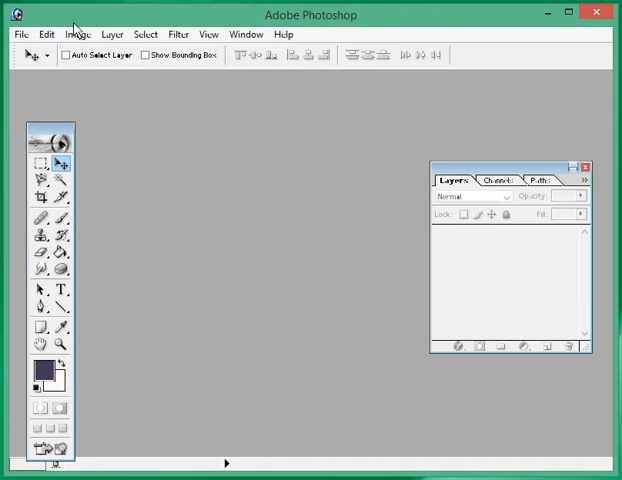 Adobe Photoshop
File Edit Image Layer Select Filter View Window Help
Auto Select Layer Show Bounding Box
Layers Channels Paths
Normal Opacity:
Lock: Fill:
T